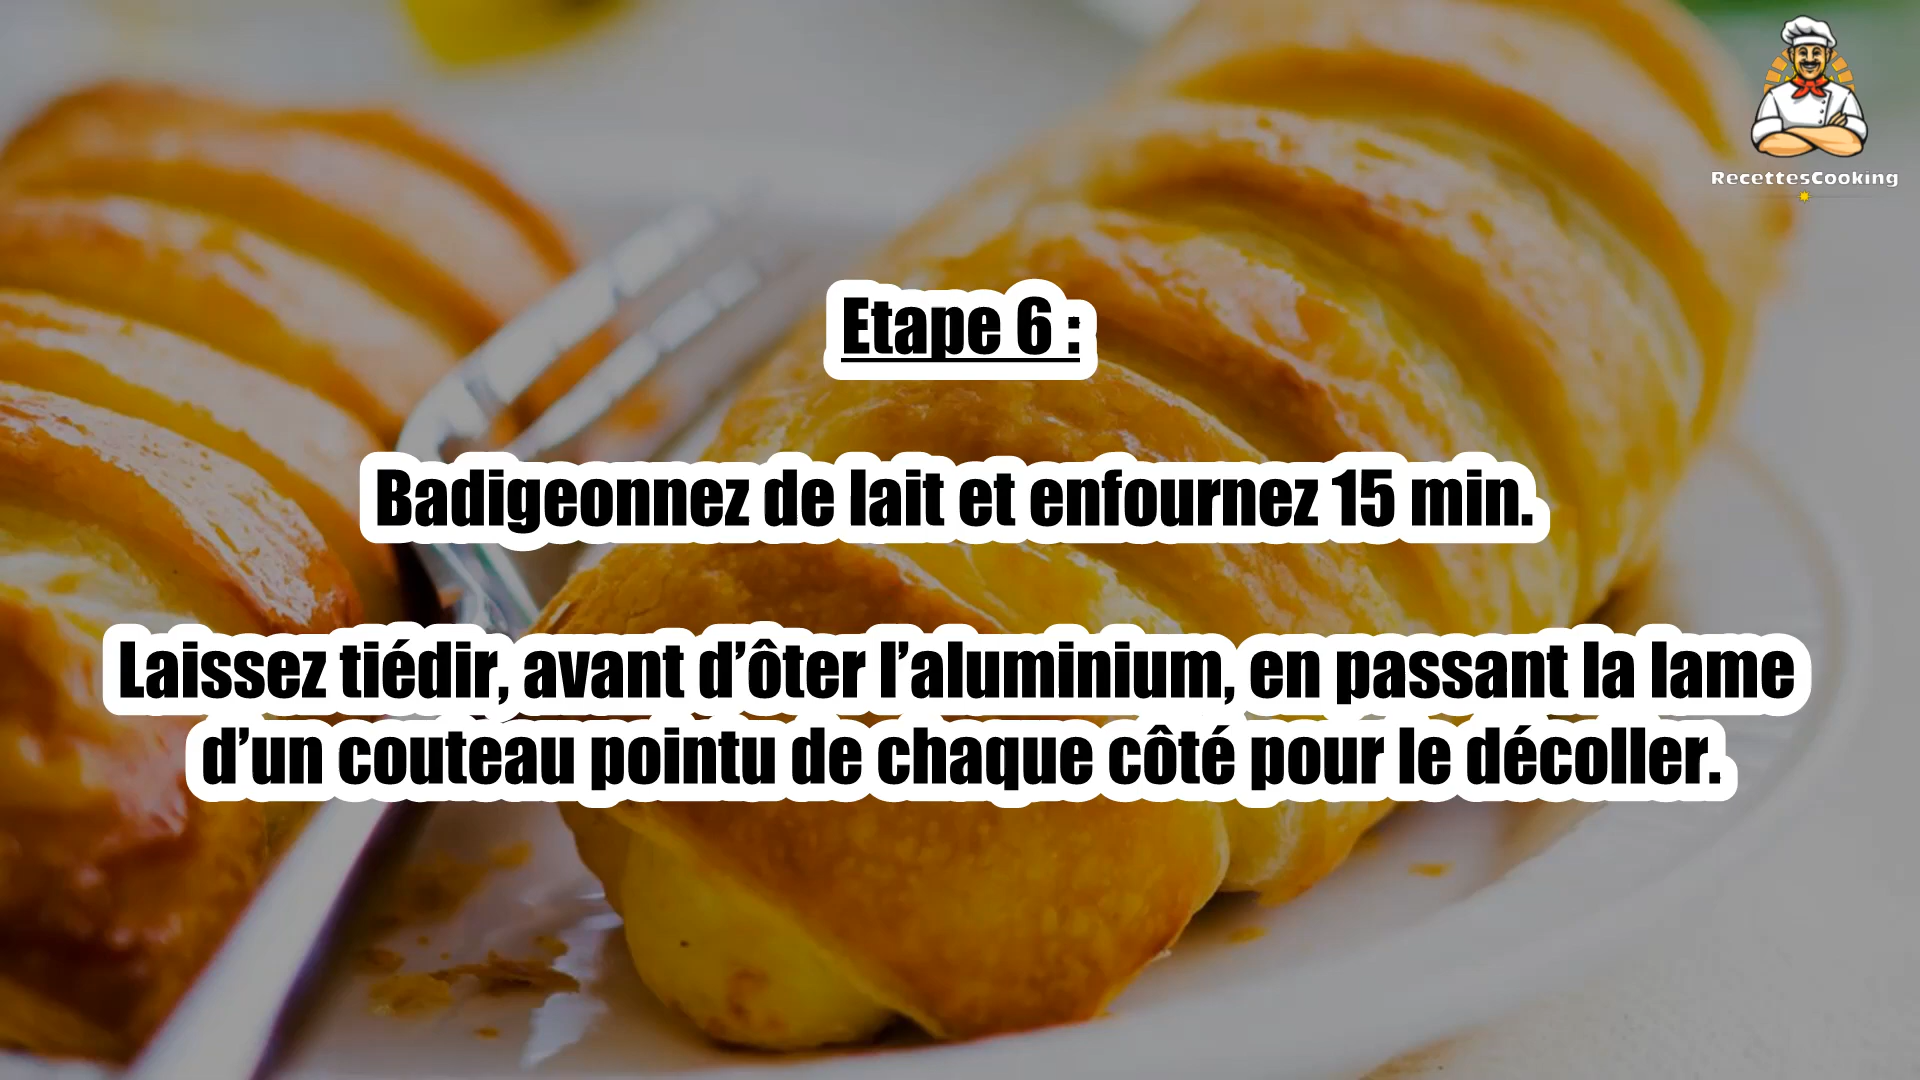 RecettesCooking
Etape 6 :
Badigeonnez de lait et enfournez 15 min.
Laissez tiédir, avant d’ôter l’aluminium, en passant la lame
d’un couteau pointu de chaque côté pour le décoller.